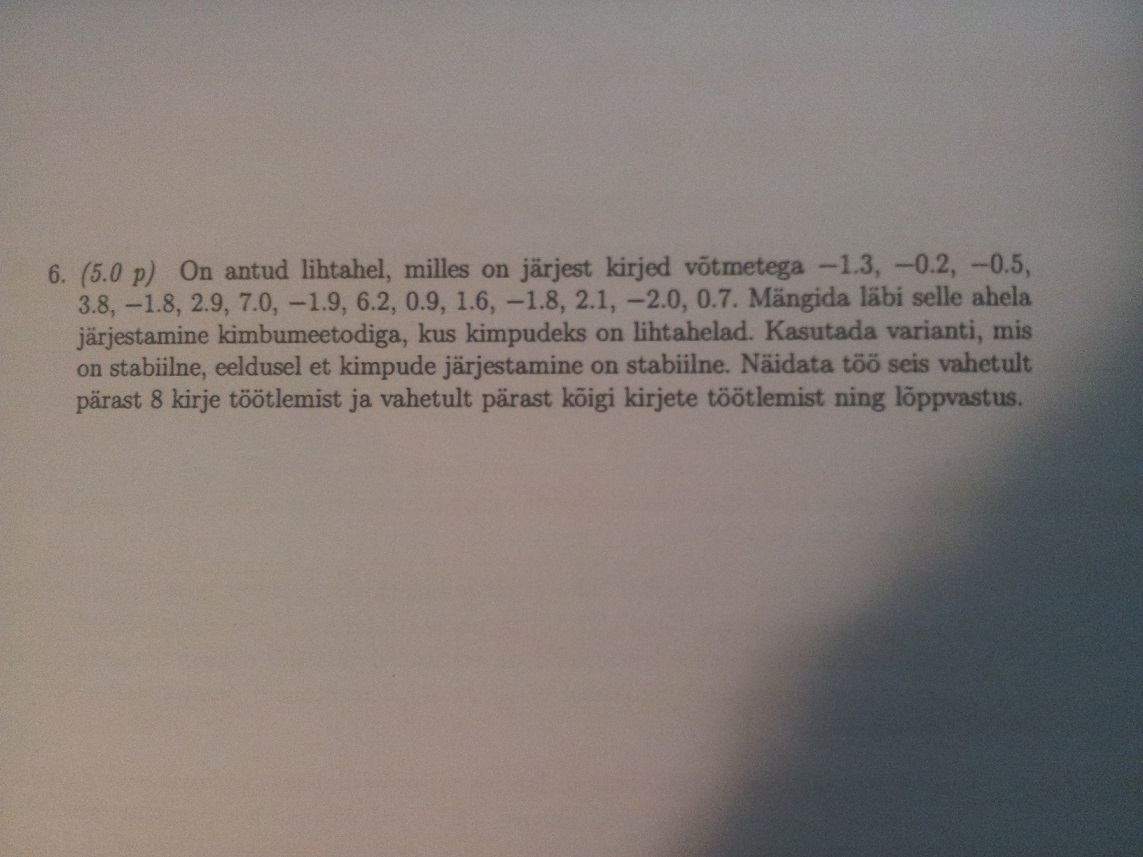 6. (5.0 p) On antud lihtahel, milles on järjest kirjed võtmetega −1.3, −0.2, −0.5,
3.8, −1.8, 2.9, 7.0, −1.9, 6.2, 0.9, 1.6, −1.8, 2.1, −2.0, 0.7. Mängida läbi selle ahela
järjestamine kimbumeetodiga, kus kimpudeks on lihtahelad. Kasutada varianti, mis
on stabiilne, eeldusel et kimpude järjestamine on stabiilne. Näidata töö seis vahetult
pärast 8 kirje töötlemist ja vahetult pärast kõigi kirjete töötlemist ning lõppvastus.